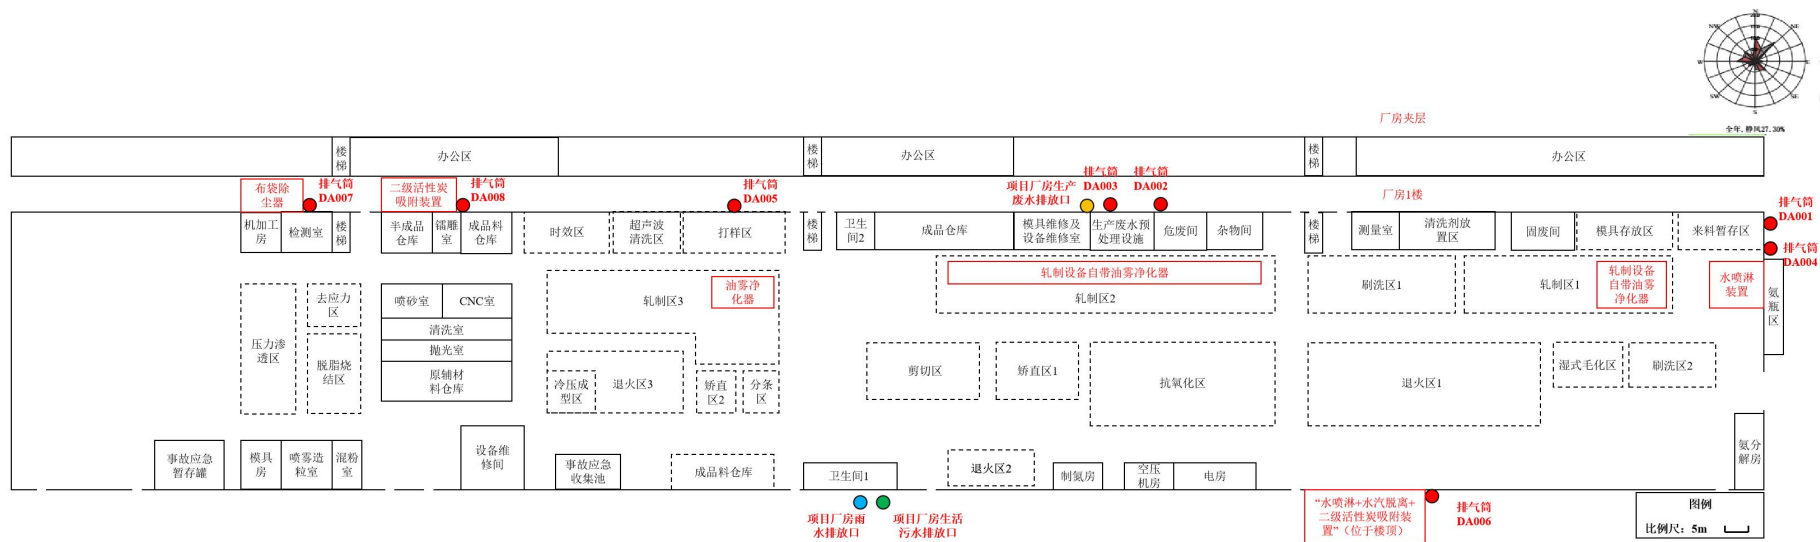 N
NW
NE
W
E
SW
SE
S
全年,静风27.30%
厂房夹层
楼梯
办公区
楼梯
办公区
楼梯
办公区
布袋除
尘器
排气筒
DA007
二级活性炭
吸附装置
排气筒
DA008
排气筒
DA005
项目厂房生产
废水排放口
排气筒
DA003
排气筒
DA002
厂房1楼
排气筒
DA001
排气筒
DA004
机加工
房
检测室
楼梯
半成品
仓库
镭雕
室
成品料
仓库
时效区
超声波
清洗区
打样区
楼梯
卫生
间2
成品仓库
模具维修及
设备维修室
生产废水预
处理设施
危废间
杂物间
楼梯
测量室
清洗剂放
置区
固废间
模具存放区
来料暂存区
压力渗
透区
去应力
区
脱脂烧
结区
喷砂室
CNC室
清洗室
抛光室
原辅材
料仓库
轧制区3
油雾净
化器
轧制设备自带油雾净化器
轧制区2
刷洗区1
轧制区1
轧制设备
自带油雾
净化器
水喷淋
装置
氨瓶区
冷压成
型区
退火区3
矫直
区2
分条
区
剪切区
矫直区1
抗氧化区
退火区1
湿式毛化区
刷洗区2
氨分
解房
事故应急
暂存罐
模具
房
喷雾造
粒室
混粉
室
设备维
修间
事故应急
收集池
成品料仓库
卫生间1
退火区2
制氮房
空压
机房
电房
项目厂房雨
水排放口
项目厂房生活
污水排放口
“水喷淋+水汽脱离+
二级活性炭吸附装
置”（位于楼顶）
排气筒
DA006
图例
比例尺：5m